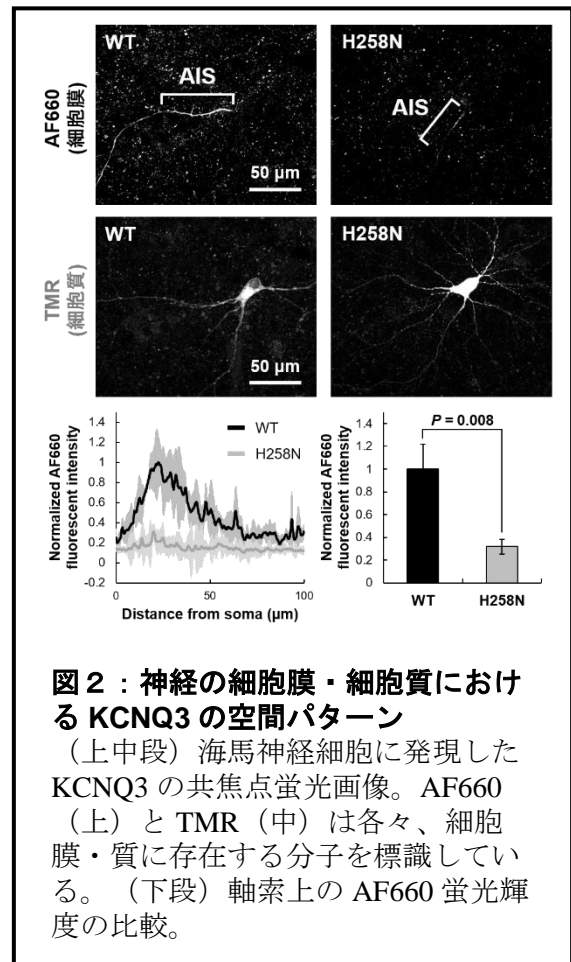 WT
H258N
AF660
(細胞膜)
AIS
AIS
50 μm
WT
H258N
TMR
(細胞質)
50 μm
Normalized AF660
fluorescent intensity
1.4
1.2
1
0.8
0.6
0.4
0.2
0
-0.2
WT
H258N
0
50
100
Distance from soma (μm)
Normalized AF660
fluorescent intensity
1.4
1.2
1
0.8
0.6
0.4
0.2
0
P = 0.008
WT
H258N
図2：神経の細胞膜・細胞質におけ
る KCNQ3 の空間パターン
（上中段）海馬神経細胞に発現した
KCNQ3 の共焦点蛍光画像。AF660
（上）と TMR（中）は各々、細胞
膜・質に存在する分子を標識してい
る。（下段）軸索上の AF660 蛍光輝
度の比較。